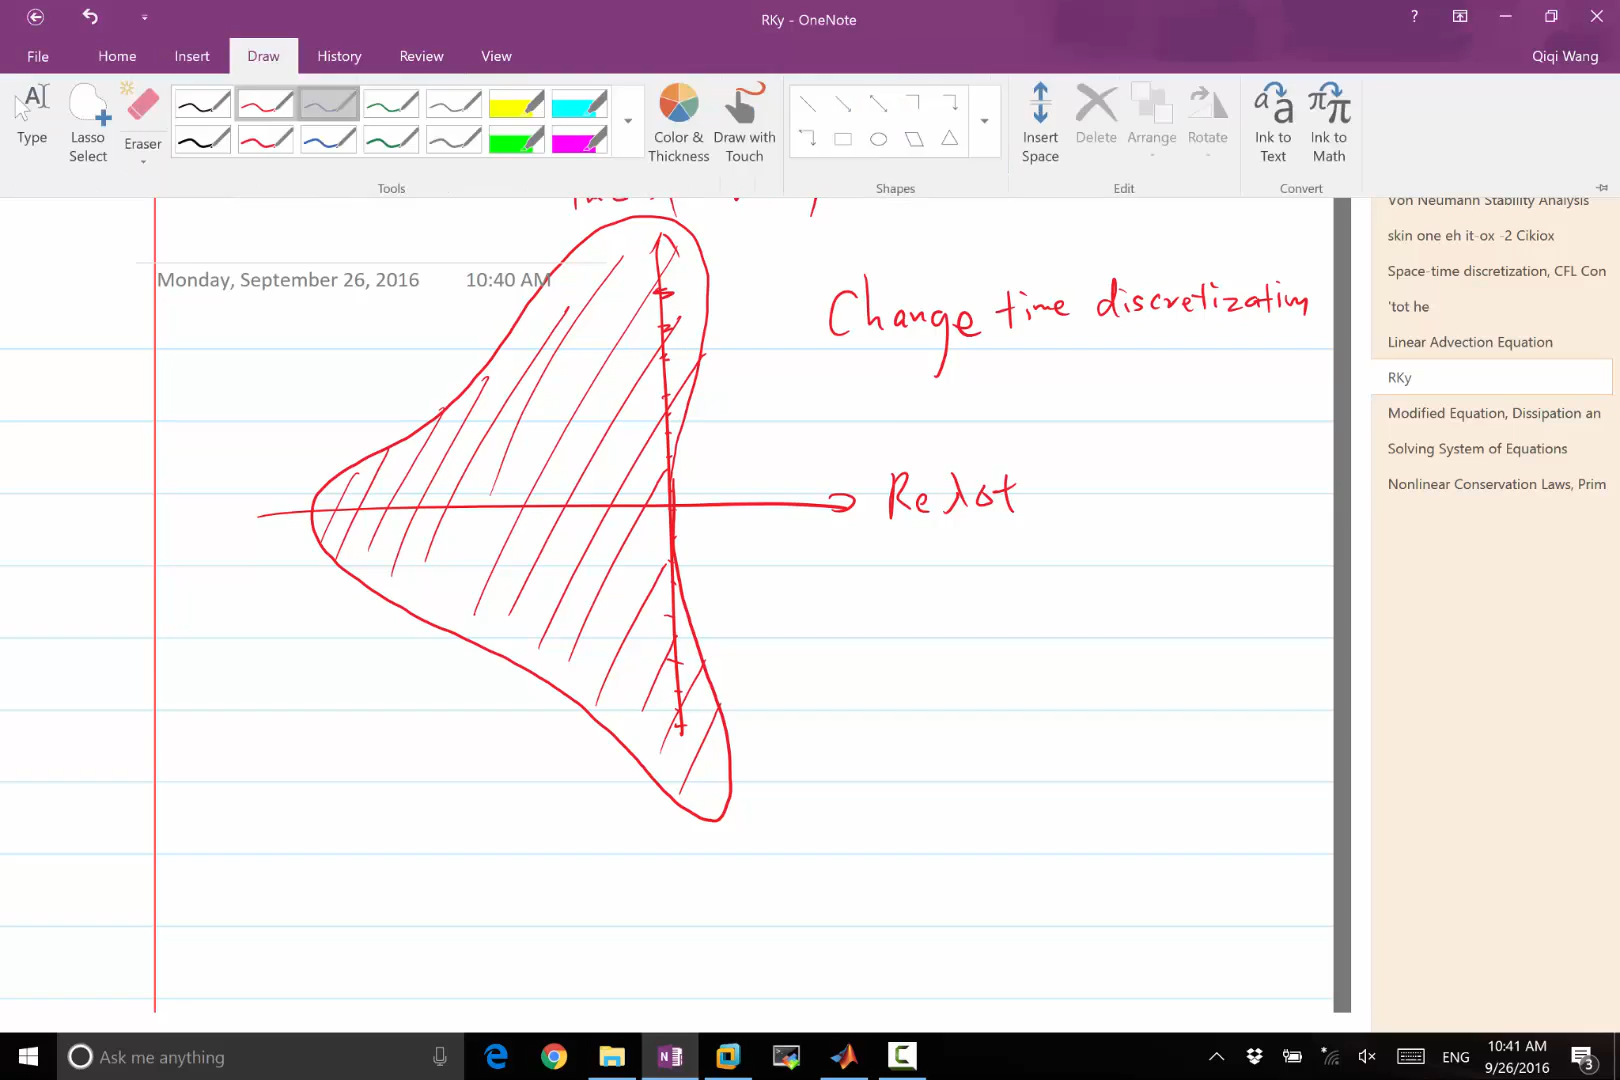 RKy - OneNote
?
File Home Insert Draw History Review View
Qiqi Wang
Type
Lasso Select
Eraser
Color & Thickness
Draw with Touch
Insert Space
Delete
Arrange
Rotate
Ink to Text
Ink to Math
Tools
Shapes
Edit
Convert
Monday, September 26, 2016 10:40 AM
Change time discretization
Re λΔt
Von Neumann Stability Analysis
skin one eh it-ox -2 Cikiox
Space-time discretization, CFL Con
'tot he
Linear Advection Equation
RKy
Modified Equation, Dissipation an
Solving System of Equations
Nonlinear Conservation Laws, Prim
Ask me anything
ENG
10:41 AM
9/26/2016
3